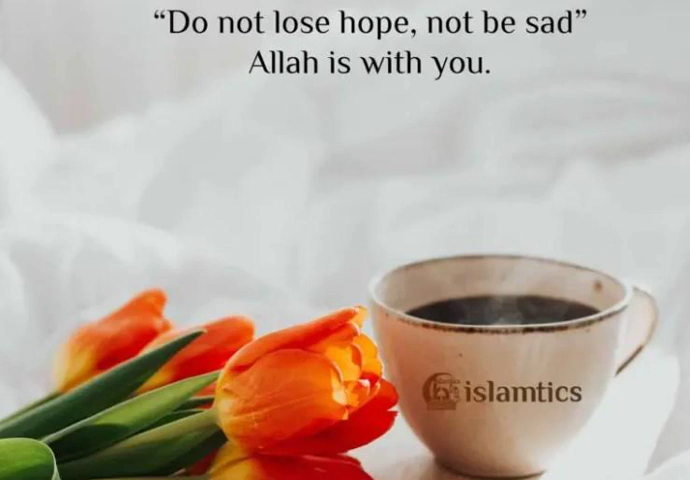 “Do not lose hope, not be sad”
Allah is with you.
islamtics